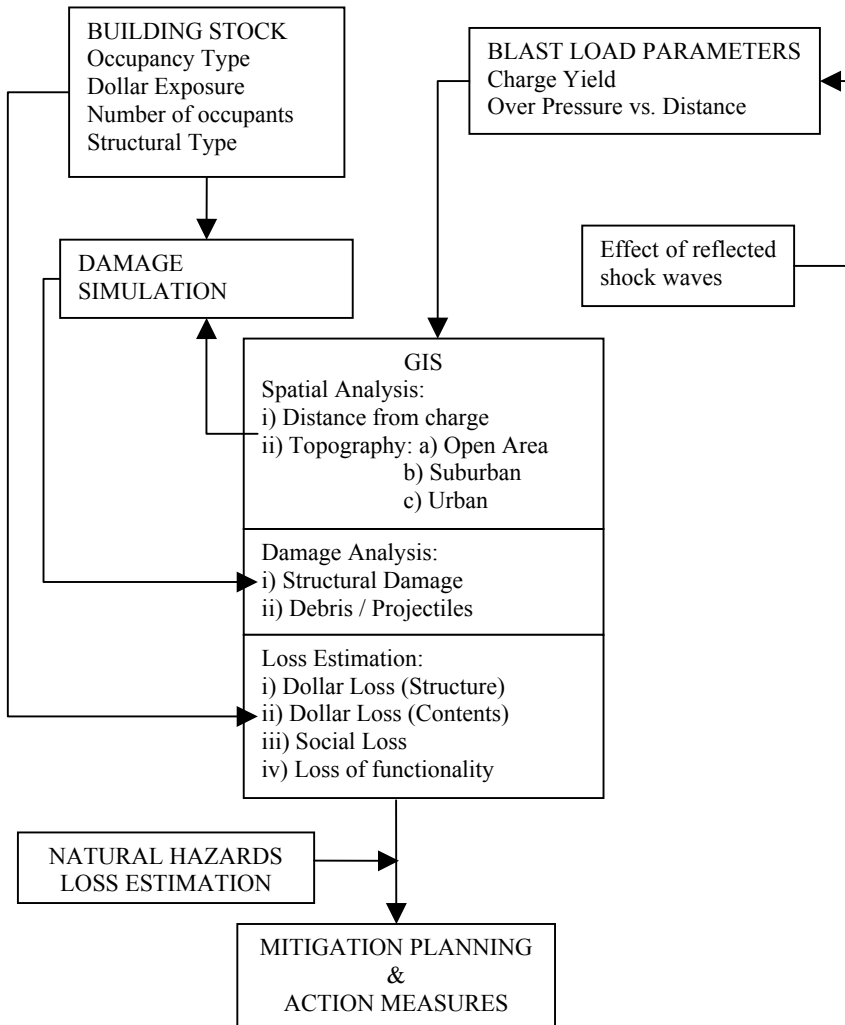 BUILDING STOCK
Occupancy Type
Dollar Exposure
Number of occupants
Structural Type
BLAST LOAD PARAMETERS
Charge Yield
Over Pressure vs. Distance
DAMAGE
SIMULATION
Effect of reflected
shock waves
GIS
Spatial Analysis:
i) Distance from charge
ii) Topography: a) Open Area
b) Suburban
c) Urban
Damage Analysis:
i) Structural Damage
ii) Debris / Projectiles
Loss Estimation:
i) Dollar Loss (Structure)
ii) Dollar Loss (Contents)
iii) Social Loss
iv) Loss of functionality
NATURAL HAZARDS
LOSS ESTIMATION
MITIGATION PLANNING
&
ACTION MEASURES